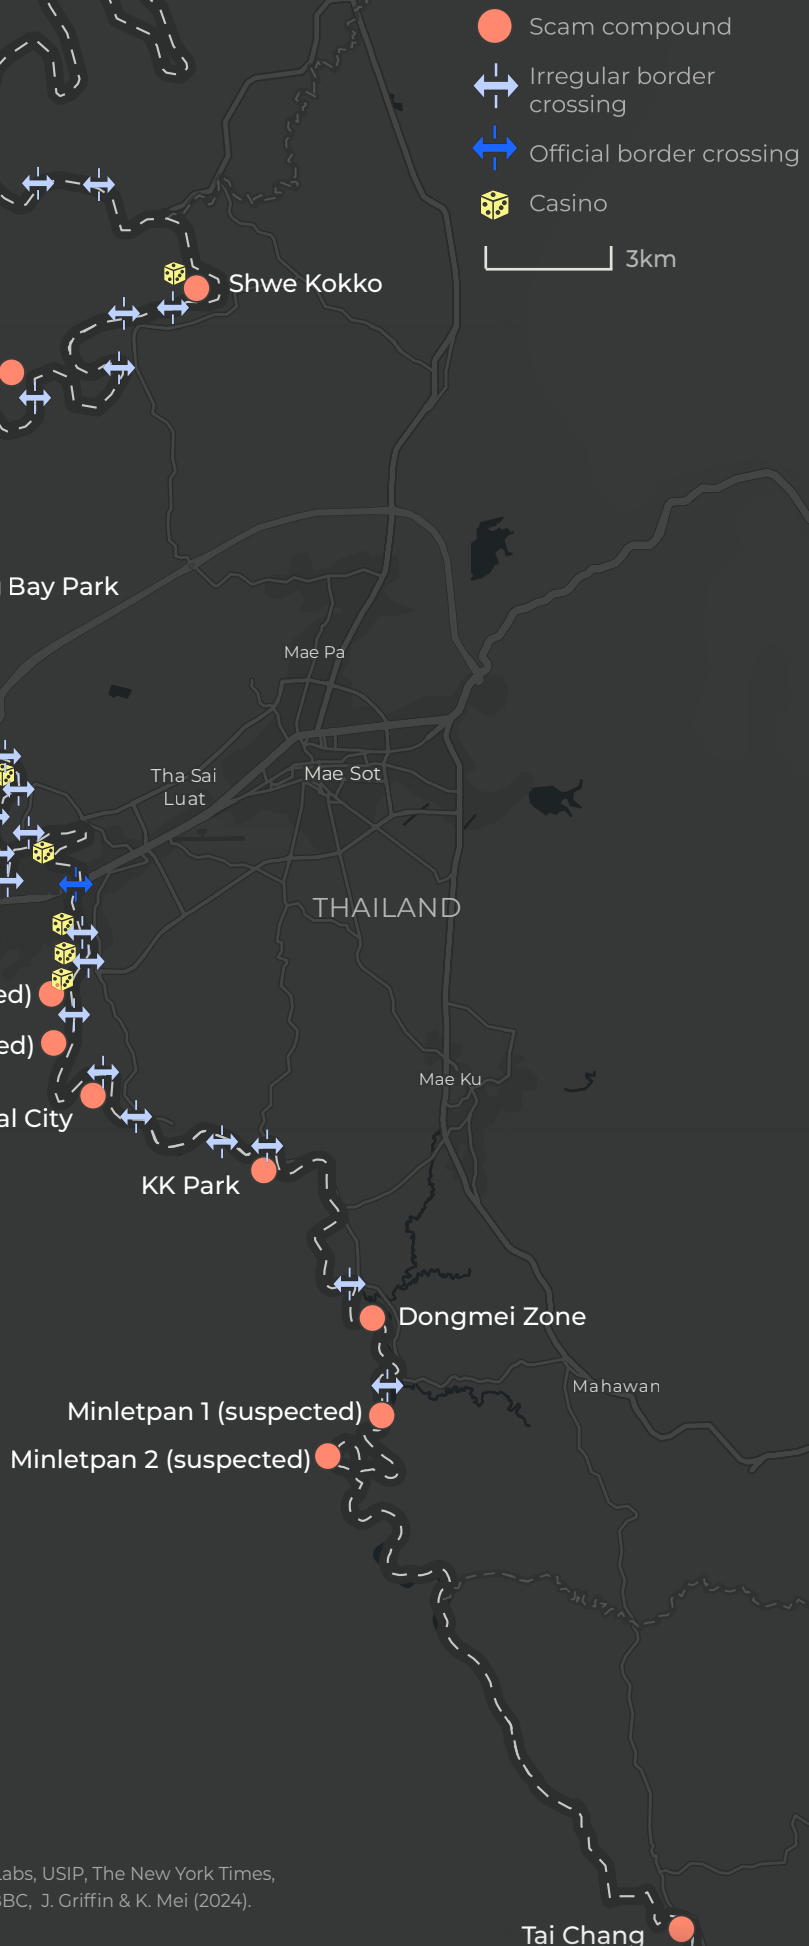 Scam compound
Irregular border
crossing
Official border crossing
Casino
3km
Shwe Kokko
Bay Park
Mae Pa
Tha Sai
Luat
Mae Sot
THAILAND
ed)
ed)
Mae Ku
al City
KK Park
Dongmei Zone
Mahawan
Minletpan 1 (suspected)
Minletpan 2 (suspected)
Labs, USIP, The New York Times,
BBC, J. Griffin & K. Mei (2024).
Tai Chang